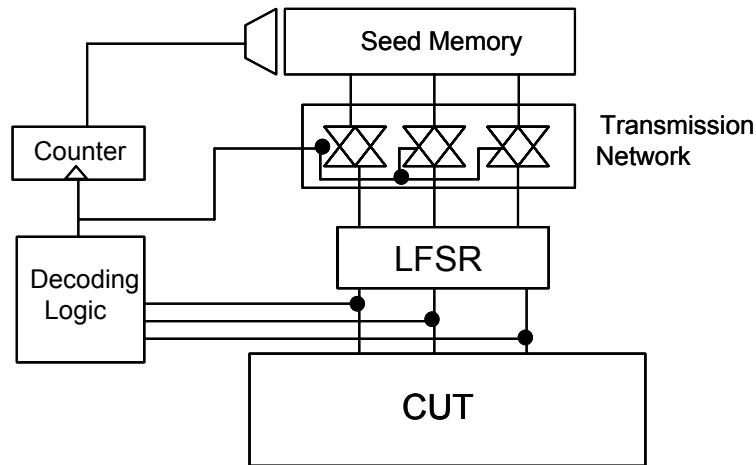 Seed Memory
Transmission
Network
Counter
LFSR
Decoding
Logic
CUT